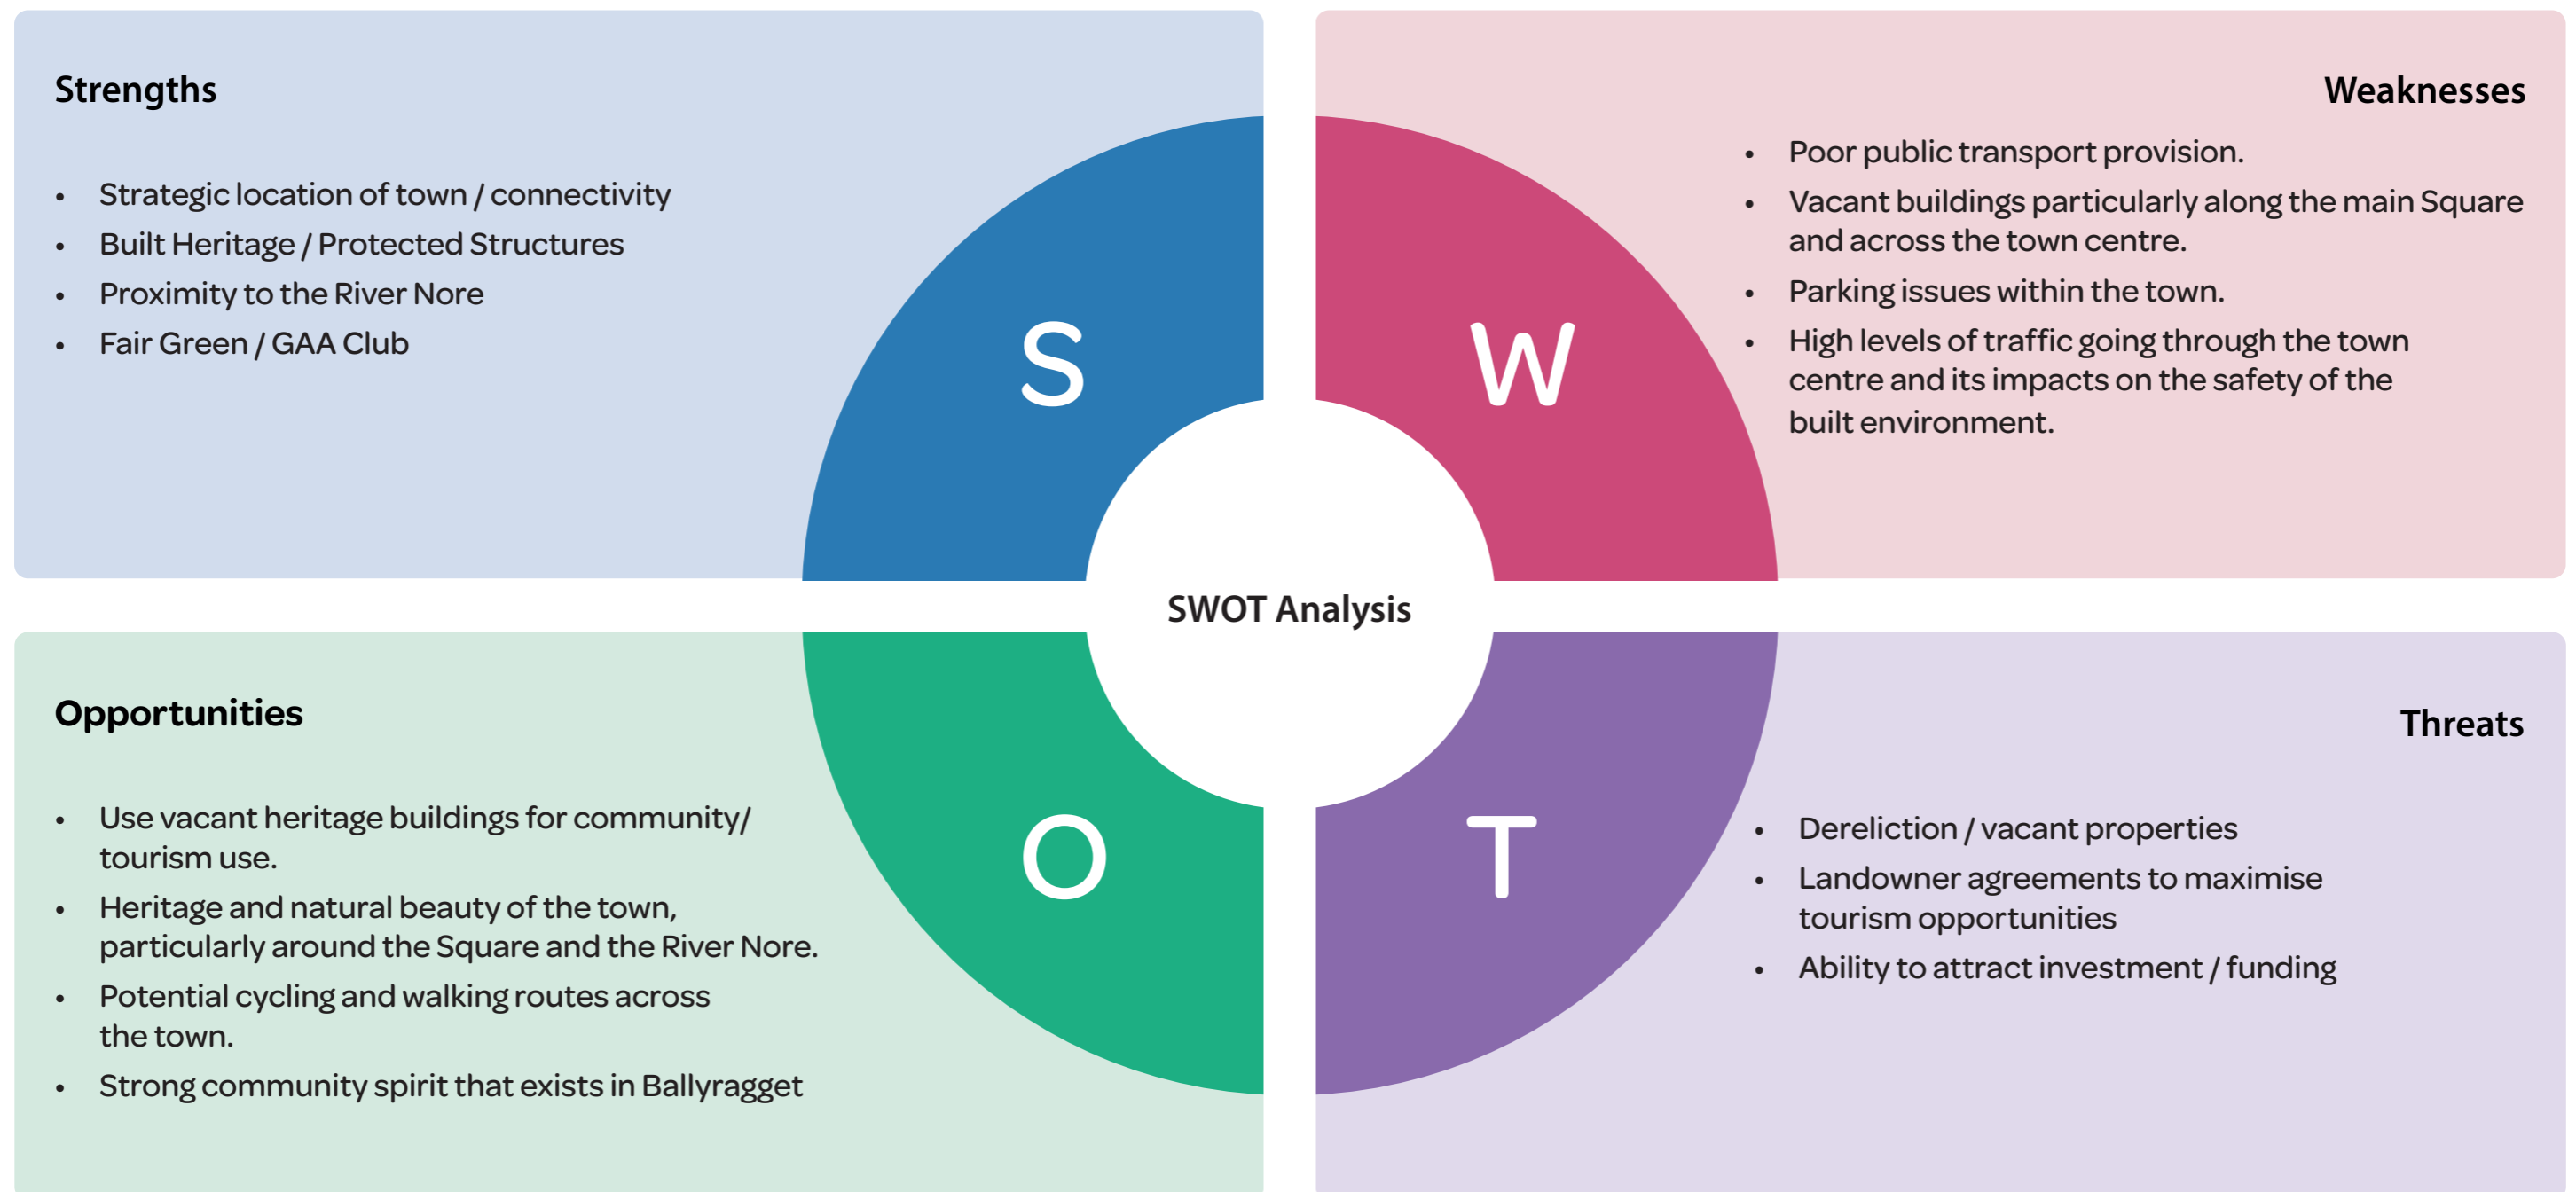 Strengths
• Strategic location of town / connectivity
• Built Heritage / Protected Structures
• Proximity to the River Nore
• Fair Green / GAA Club
S
Weaknesses
• Poor public transport provision.
• Vacant buildings particularly along the main Square
and across the town centre.
• Parking issues within the town.
• High levels of traffic going through the town
centre and its impacts on the safety of the
built environment.
W
SWOT Analysis
Opportunities
• Use vacant heritage buildings for community/
tourism use.
• Heritage and natural beauty of the town,
particularly around the Square and the River Nore.
• Potential cycling and walking routes across
the town.
• Strong community spirit that exists in Ballyragget
O
Threats
• Dereliction / vacant properties
• Landowner agreements to maximise
tourism opportunities
• Ability to attract investment / funding
T